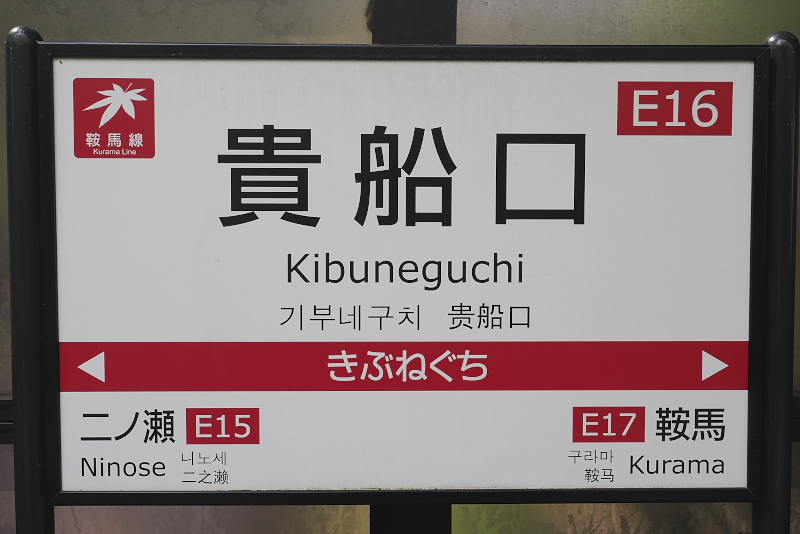 鞍馬線
Kurama Line
E16
貴船口
Kibuneguchi
기부네구치 贵船口
きぶねぐち
二ノ瀬 E15
Ninose
니노세
二之濑
E17 鞍馬
구라마
鞍马
Kurama